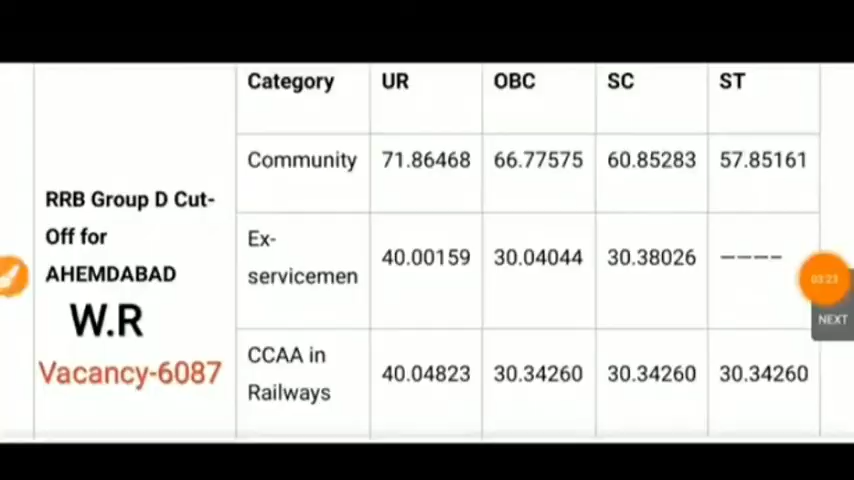 Category UR OBC SC ST
Community 71.86468 66.77575 60.85283 57.85161
RRB Group D Cut-
Off for
AHEMDABAD
W.R
Vacancy-6087
Ex-
servicemen 40.00159 30.04044 30.38026 ----
CCAA in
Railways 40.04823 30.34260 30.34260 30.34260
03:23
NEXT